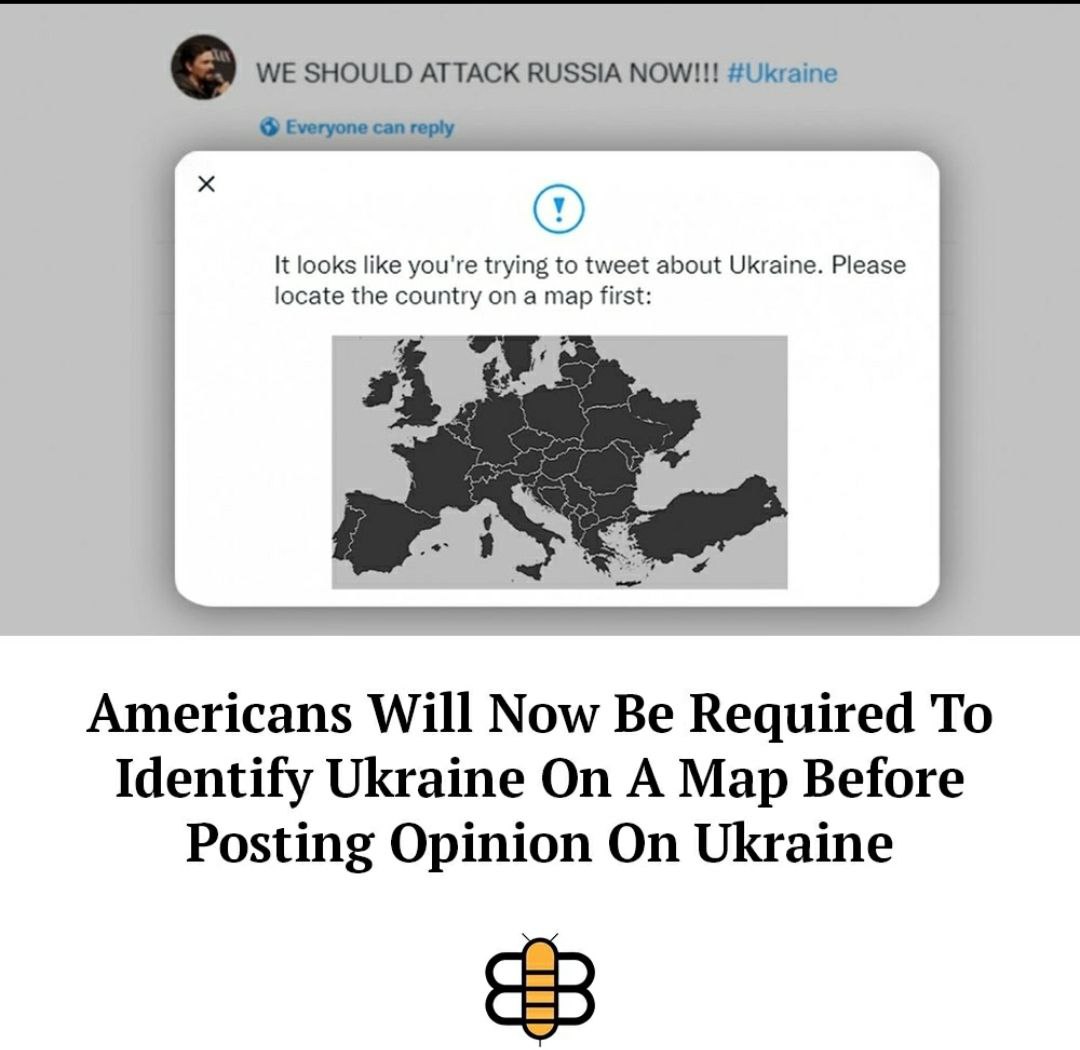 WE SHOULD ATTACK RUSSIA NOW!!! #Ukraine
Everyone can reply
It looks like you're trying to tweet about Ukraine. Please
locate the country on a map first:
Americans Will Now Be Required To
Identify Ukraine On A Map Before
Posting Opinion On Ukraine